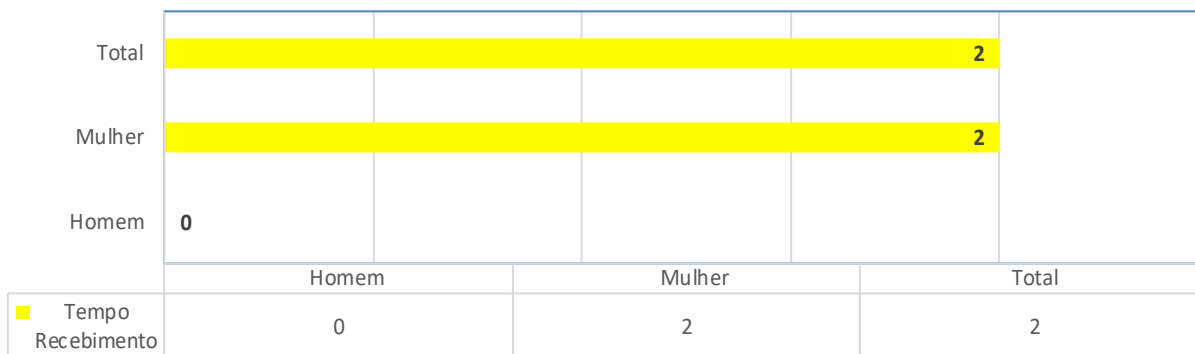 Total
2
Mulher
2
Homem
0
Homem Mulher Total
Tempo
Recebimento
0 2 2